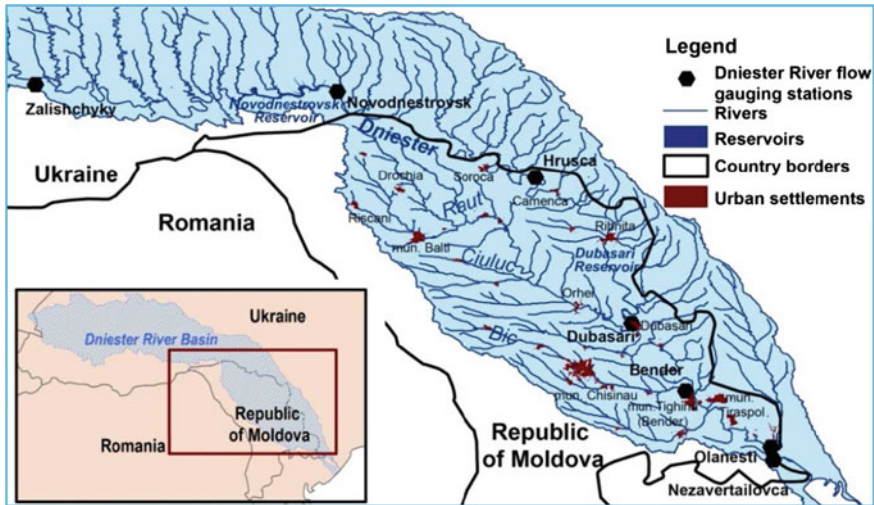 Legend
Dniester River flow
gauging stations
Rivers
Reservoirs
Country borders
Urban settlements
Zalishchyky
Novodnestrovsk
Reservoir
Novodnestrovsk
Dniester
Hrusca
Ukraine
Soroca
Drochia
Camenca
Romania
Raut
Riscani
Ribnita
mun. Balti
Ciuluc
Dubasari
Reservoir
Orhei
Dubasari
Dubasari
Bic
Bender
mun. Chisinau
mun. Tighina
(Bender)
mun.
Tiraspol
Republic
of Moldova
Olanesti
Nezavertailovca
Ukraine
Dniester River Basin
Republic
of Moldova
Romania